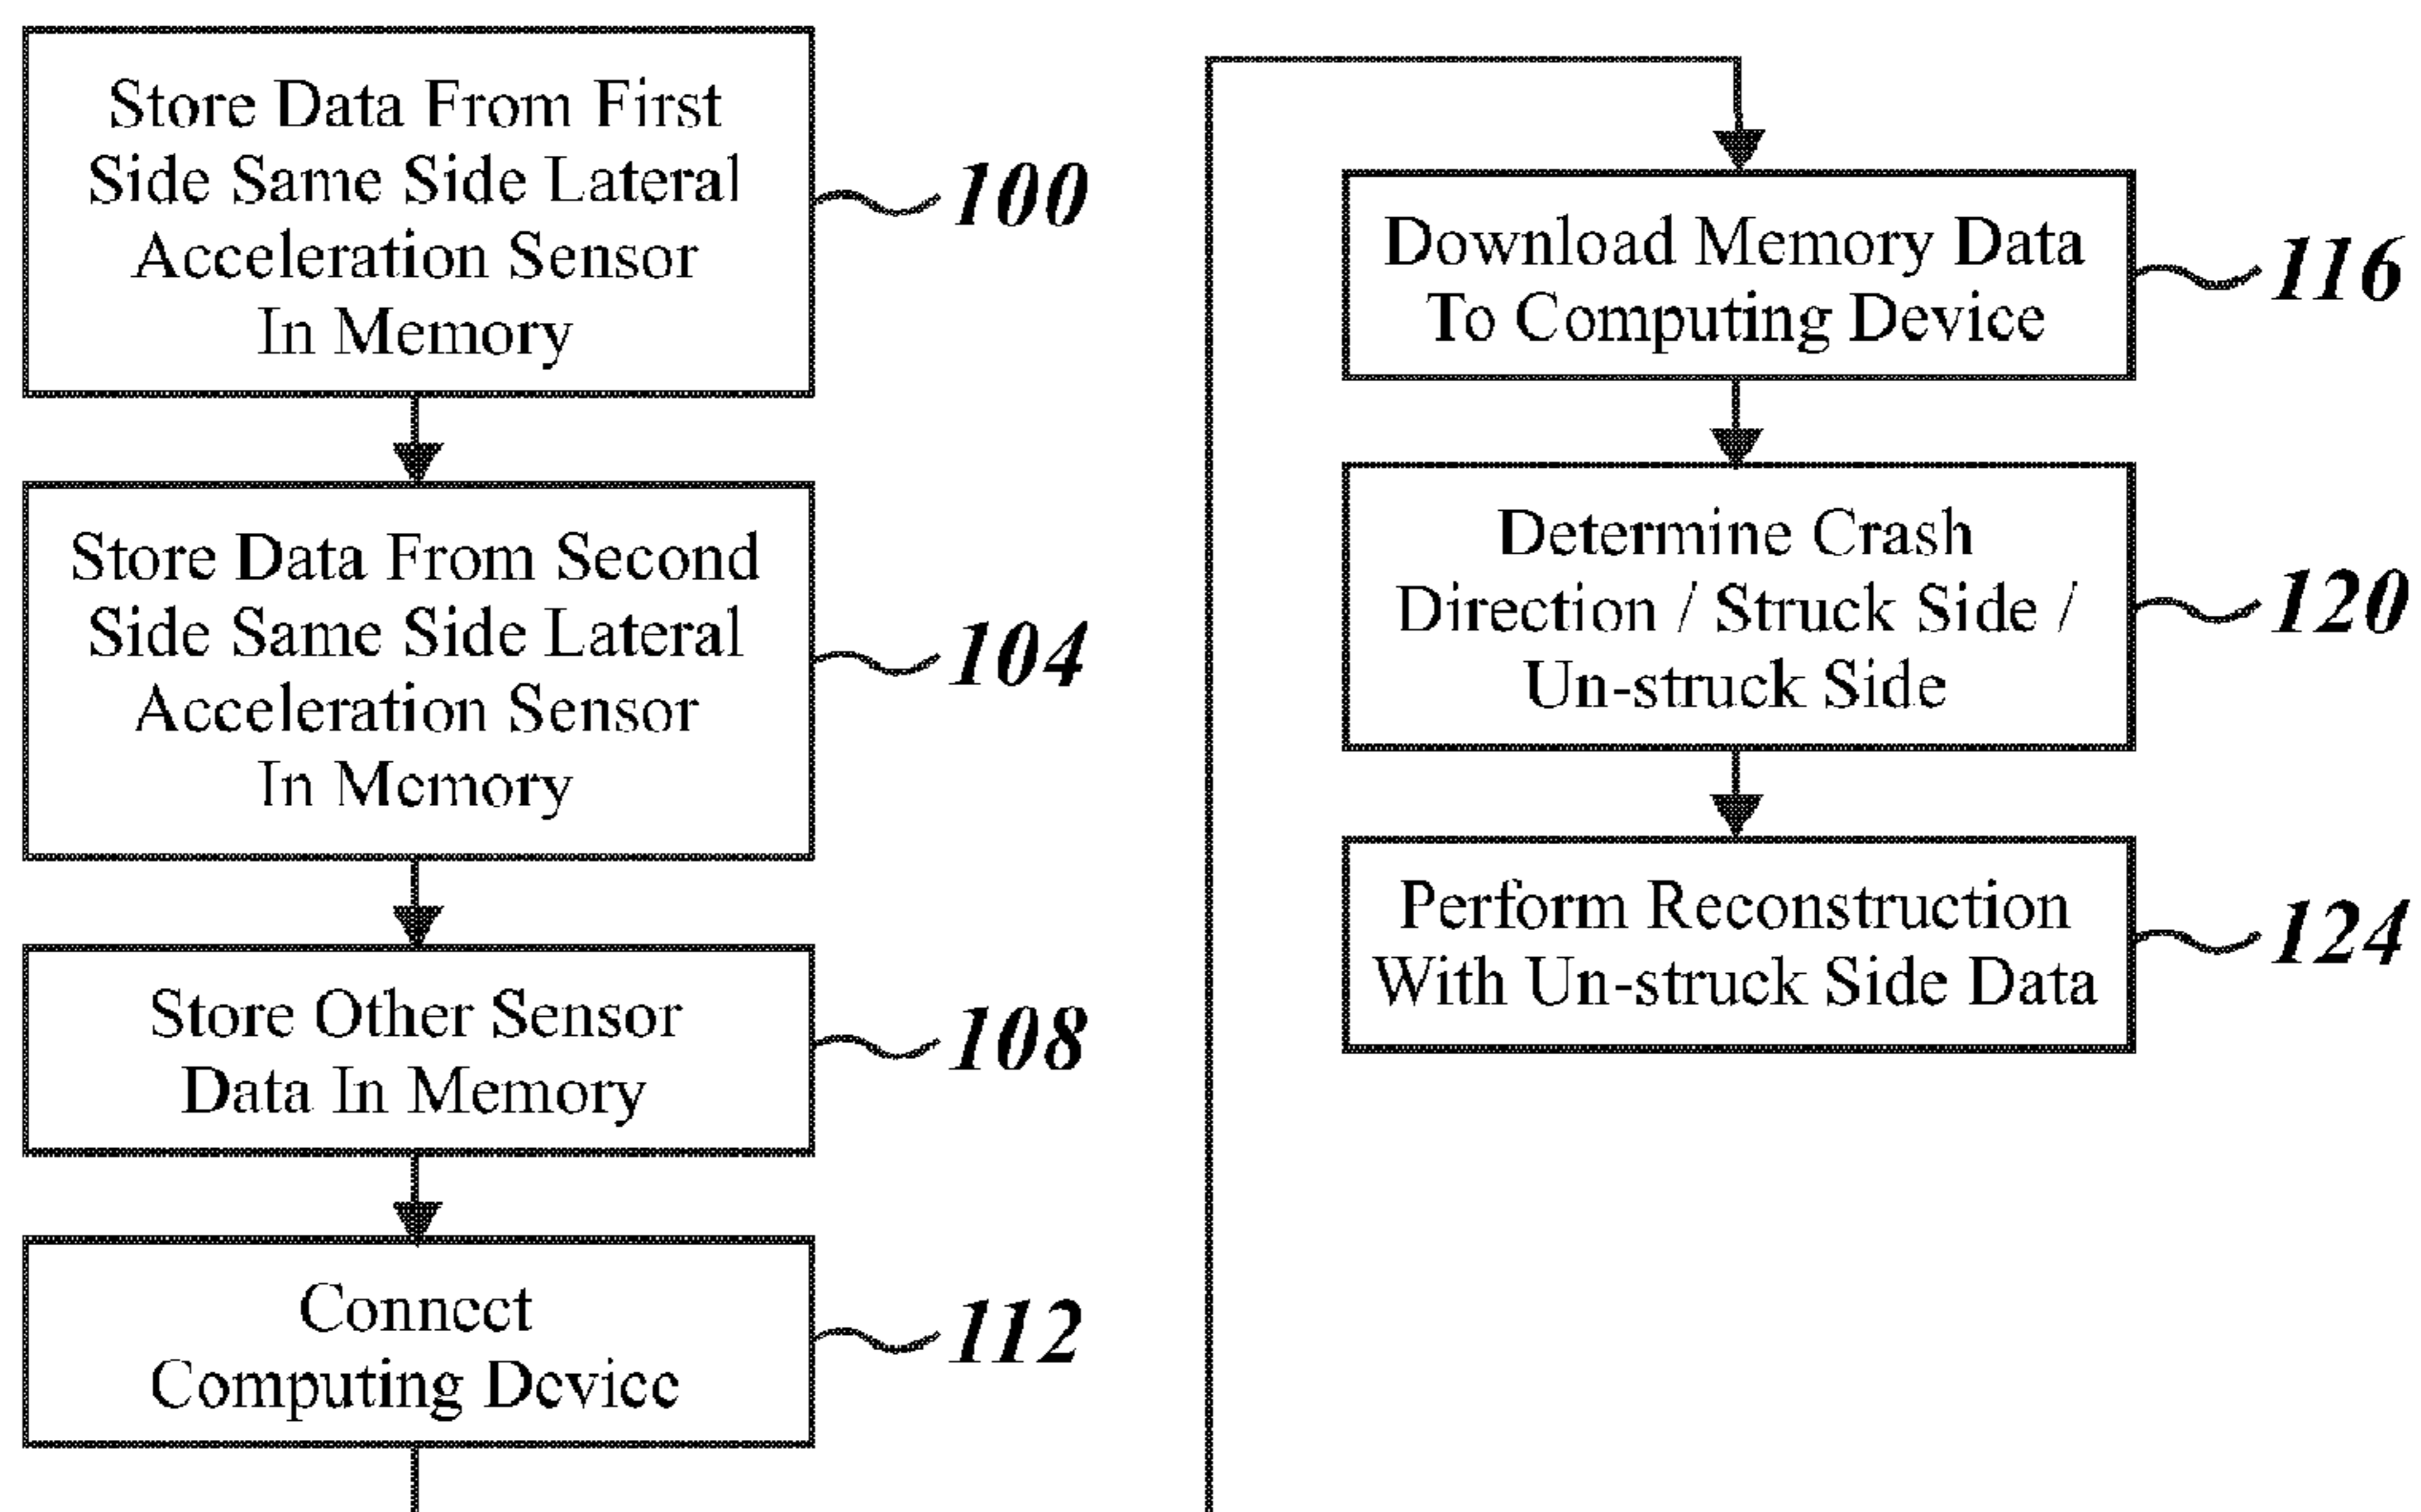 Store Data From First
Side Same Side Lateral
Acceleration Sensor
In Memory
100
Store Data From Second
Side Same Side Lateral
Acceleration Sensor
In Memory
104
Store Other Sensor
Data In Memory
108
Connect
Computing Device
112
Download Memory Data
To Computing Device
116
Determine Crash
Direction / Struck Side /
Un-struck Side
120
Perform Reconstruction
With Un-struck Side Data
124